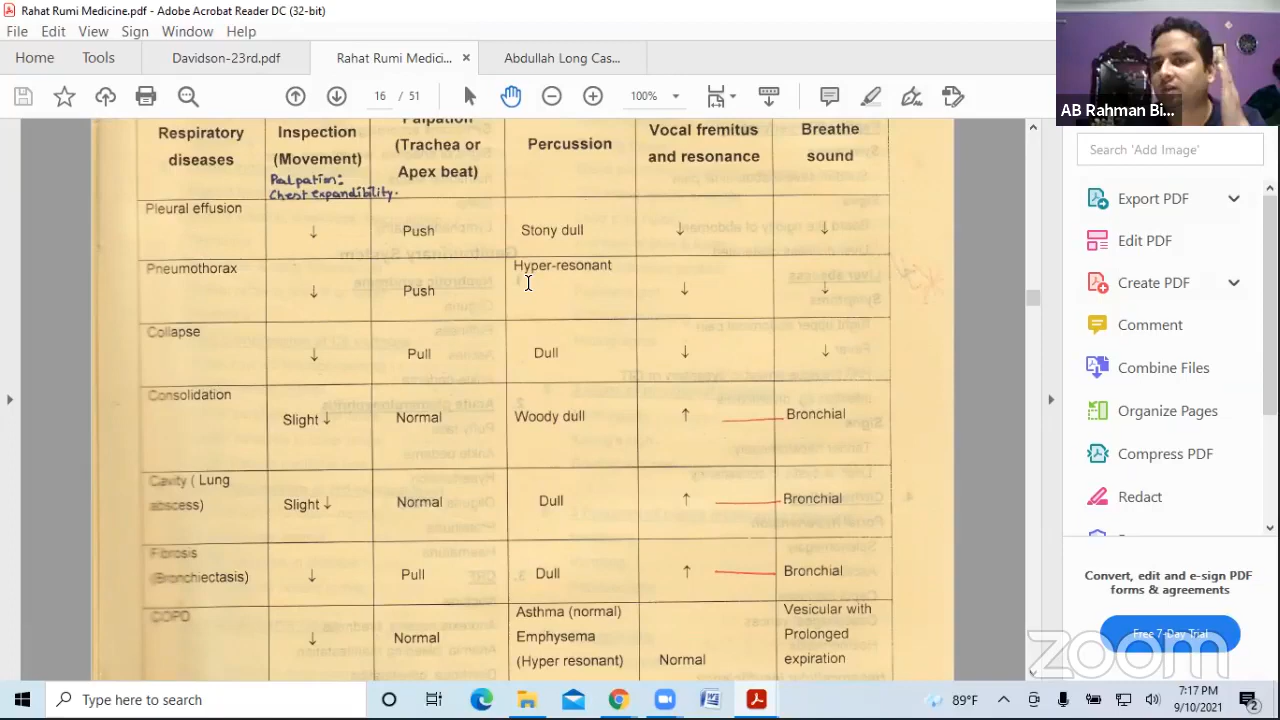 Rahat Rumi Medicine.pdf - Adobe Acrobat Reader DC (32-bit)
File Edit View Sign Window Help
Home Tools Davidson-23rd.pdf Rahat Rumi Medici... × Abdullah Long Cas...
16 / 51 100%
AB Rahman Bi...
Search 'Add Image'
Export PDF
Edit PDF
Create PDF
Comment
Combine Files
Organize Pages
Compress PDF
Redact
Convert, edit and e-sign PDF
forms & agreements
Free 7-Day Trial
Respiratory diseases
Inspection (Movement)
Palpation:
Chest expandibility.
Palpation (Trachea or Apex beat)
Percussion
Vocal fremitus and resonance
Breathe sound
Pleural effusion ↓ Push Stony dull ↓ ↓
Pneumothorax ↓ Push Hyper-resonant ↓ ↓
Collapse ↓ Pull Dull ↓ ↓
Consolidation Slight ↓ Normal Woody dull ↑ Bronchial
Cavity ( Lung abscess) Slight ↓ Normal Dull ↑ Bronchial
Fibrosis (Bronchiectasis) ↓ Pull Dull ↑ Bronchial
COPD ↓ Normal Asthma (normal) Emphysema (Hyper resonant) Normal Vesicular with Prolonged expiration
zoom
Type here to search
89°F
7:17 PM
9/10/2021
2